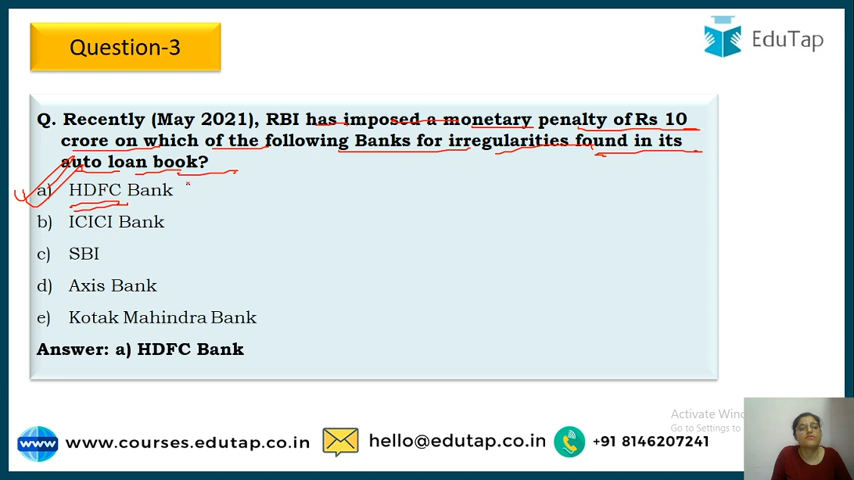 Question-3
EduTap
Q. Recently (May 2021), RBI has imposed a monetary penalty of Rs 10
crore on which of the following Banks for irregularities found in its
auto loan book?
a) HDFC Bank
b) ICICI Bank
c) SBI
d) Axis Bank
e) Kotak Mahindra Bank
Answer: a) HDFC Bank
Activate Wind
Go to Settings to
www
www.courses.edutap.co.in
hello@edutap.co.in
+91 8146207241